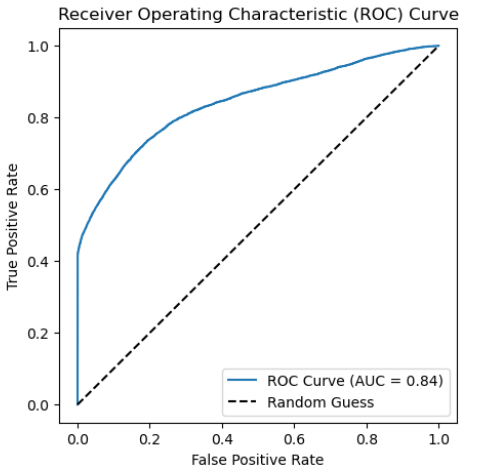 Receiver Operating Characteristic (ROC) Curve
1.0
0.8
0.6
0.4
0.2
0.0
True Positive Rate
ROC Curve (AUC = 0.84)
Random Guess
0.0 0.2 0.4 0.6 0.8 1.0
False Positive Rate